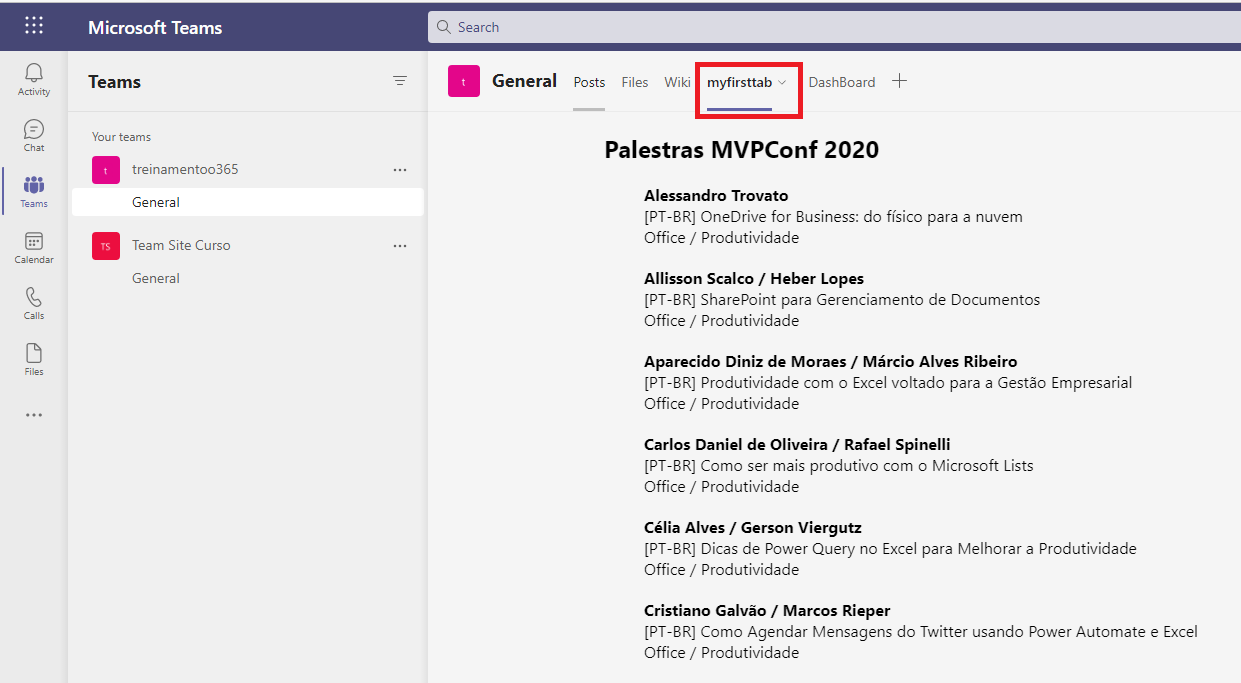 Microsoft Teams
Search
Activity
Chat
Teams
Calendar
Calls
Files
Teams
Your teams
t
treinamentoo365
General
TS
Team Site Curso
General
t
General
Posts
Files
Wiki
myfirsttab
DashBoard
Palestras MVPConf 2020
Alessandro Trovato
[PT-BR] OneDrive for Business: do físico para a nuvem
Office / Produtividade
Allisson Scalco / Heber Lopes
[PT-BR] SharePoint para Gerenciamento de Documentos
Office / Produtividade
Aparecido Diniz de Moraes / Márcio Alves Ribeiro
[PT-BR] Produtividade com o Excel voltado para a Gestão Empresarial
Office / Produtividade
Carlos Daniel de Oliveira / Rafael Spinelli
[PT-BR] Como ser mais produtivo com o Microsoft Lists
Office / Produtividade
Célia Alves / Gerson Viergutz
[PT-BR] Dicas de Power Query no Excel para Melhorar a Produtividade
Office / Produtividade
Cristiano Galvão / Marcos Rieper
[PT-BR] Como Agendar Mensagens do Twitter usando Power Automate e Excel
Office / Produtividade